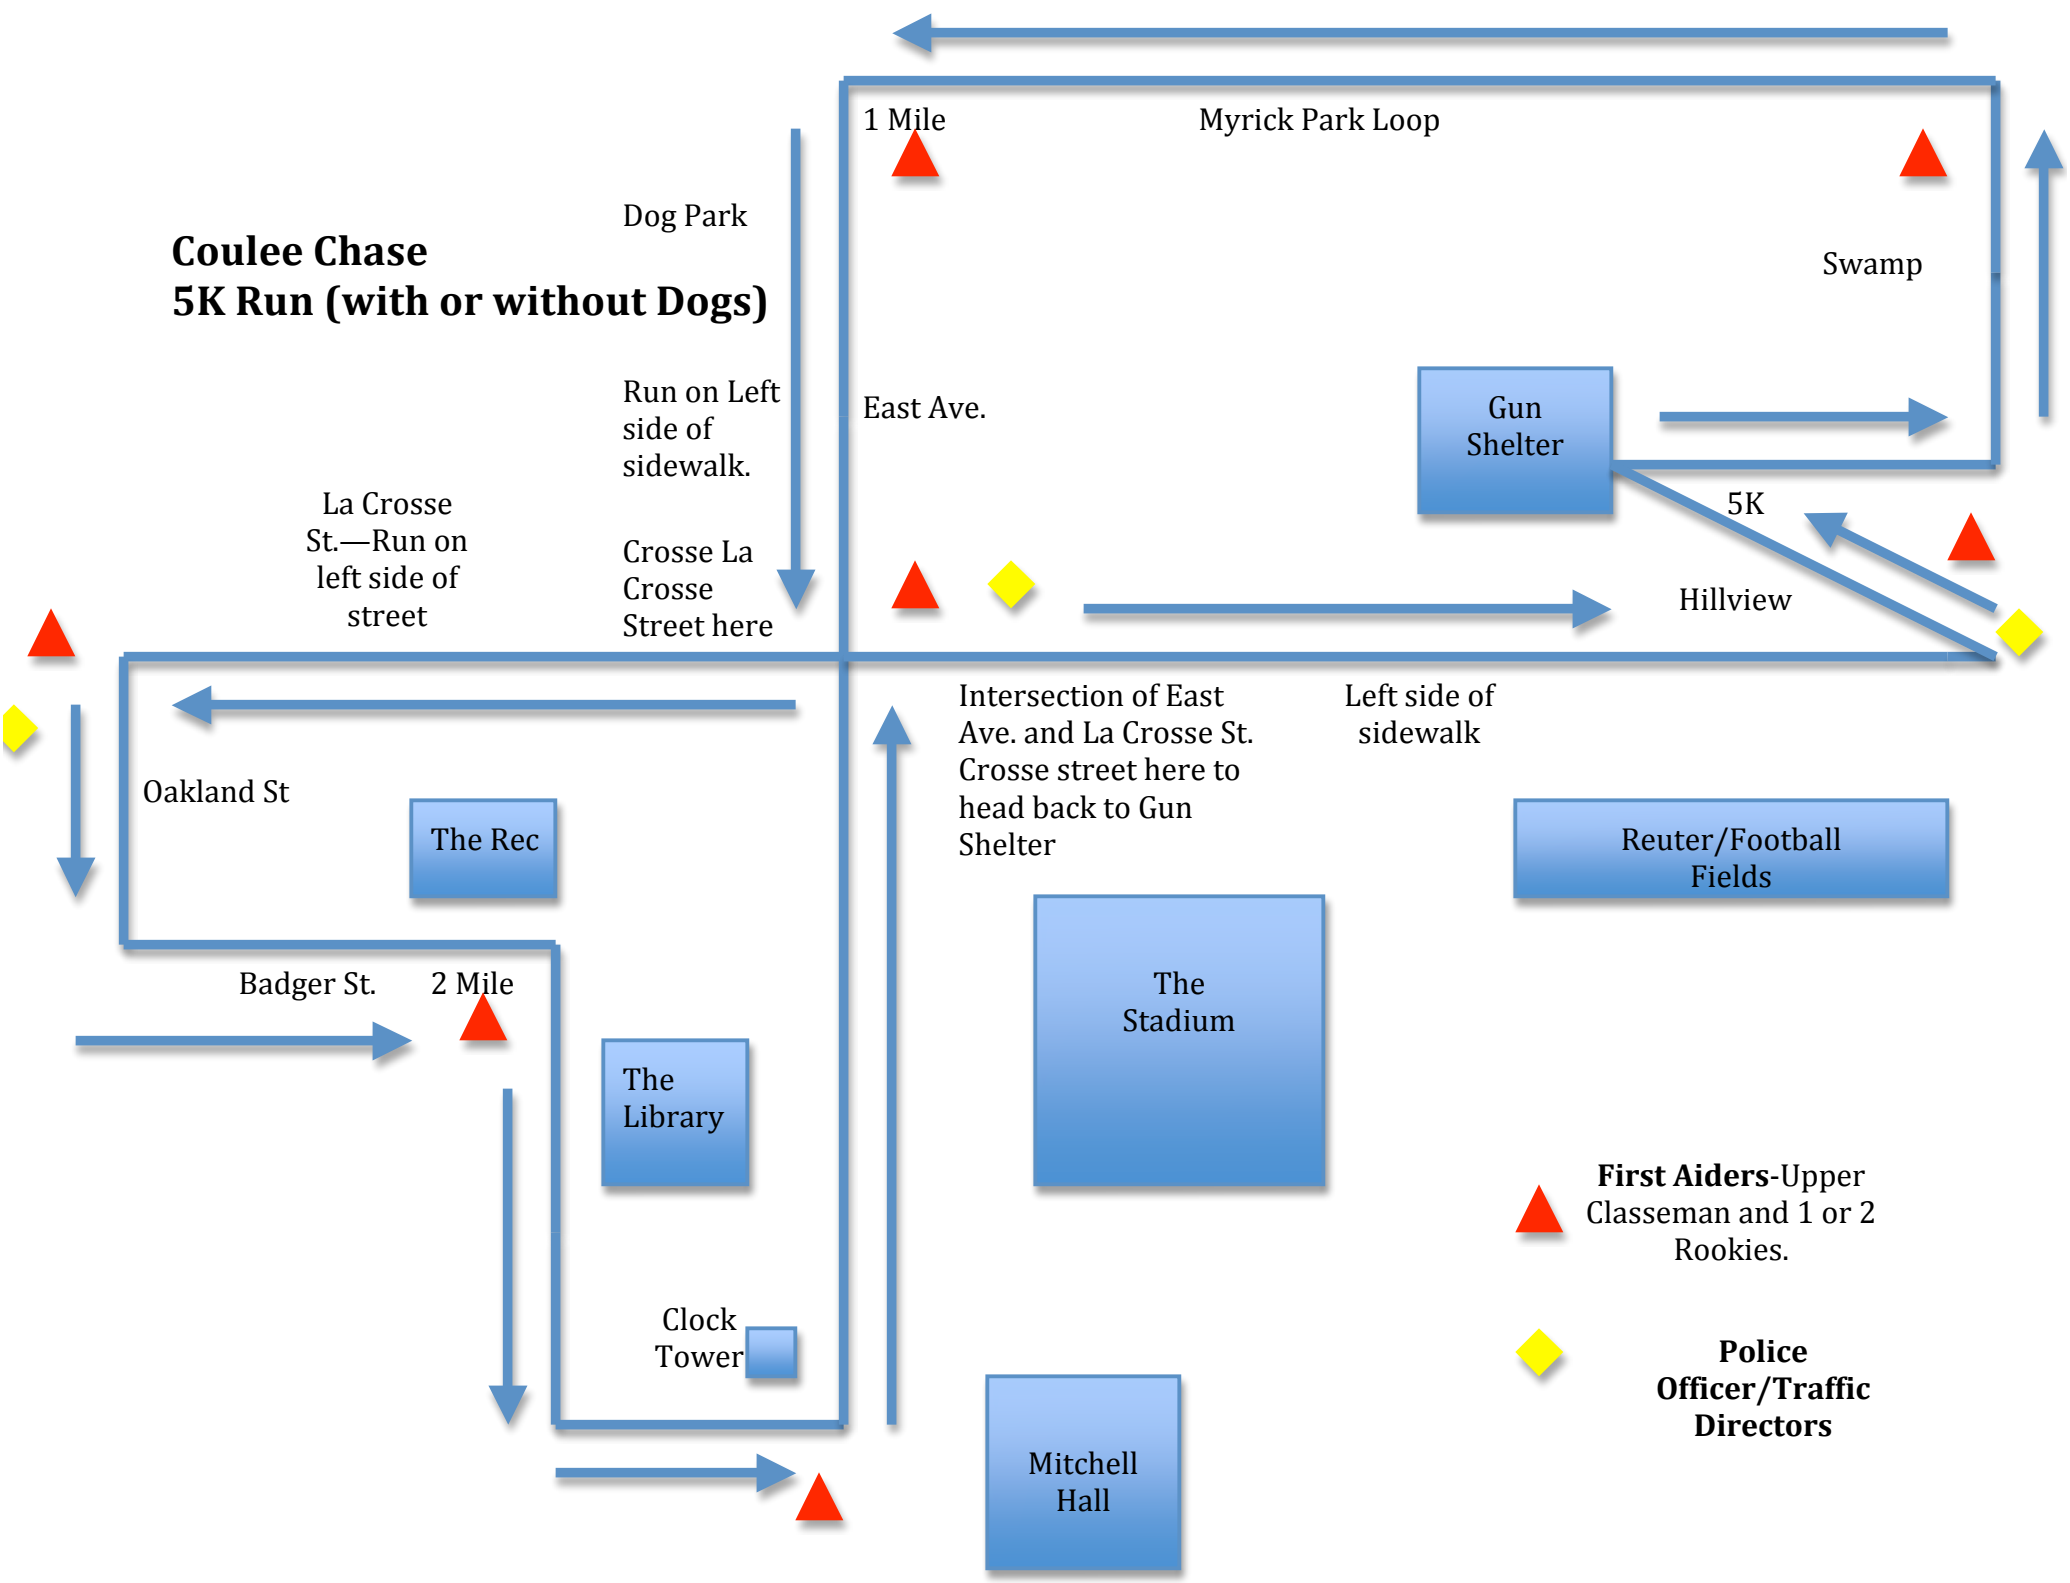 1 Mile
Myrick Park Loop
Dog Park
Coulee Chase
5K Run (with or without Dogs)
Swamp
Run on Left
side of
sidewalk.
East Ave.
Gun
Shelter
La Crosse
St.—Run on
left side of
street
5K
Crosse La
Crosse
Street here
Hillview
Intersection of East
Ave. and La Crosse St.
Crosse street here to
head back to Gun
Shelter
Left side of
sidewalk
Oakland St
The Rec
Reuter/Football
Fields
Badger St.
2 Mile
The
Stadium
The
Library
First Aiders-Upper
Classeman and 1 or 2
Rookies.
Clock
Tower
Police
Officer/Traffic
Directors
Mitchell
Hall